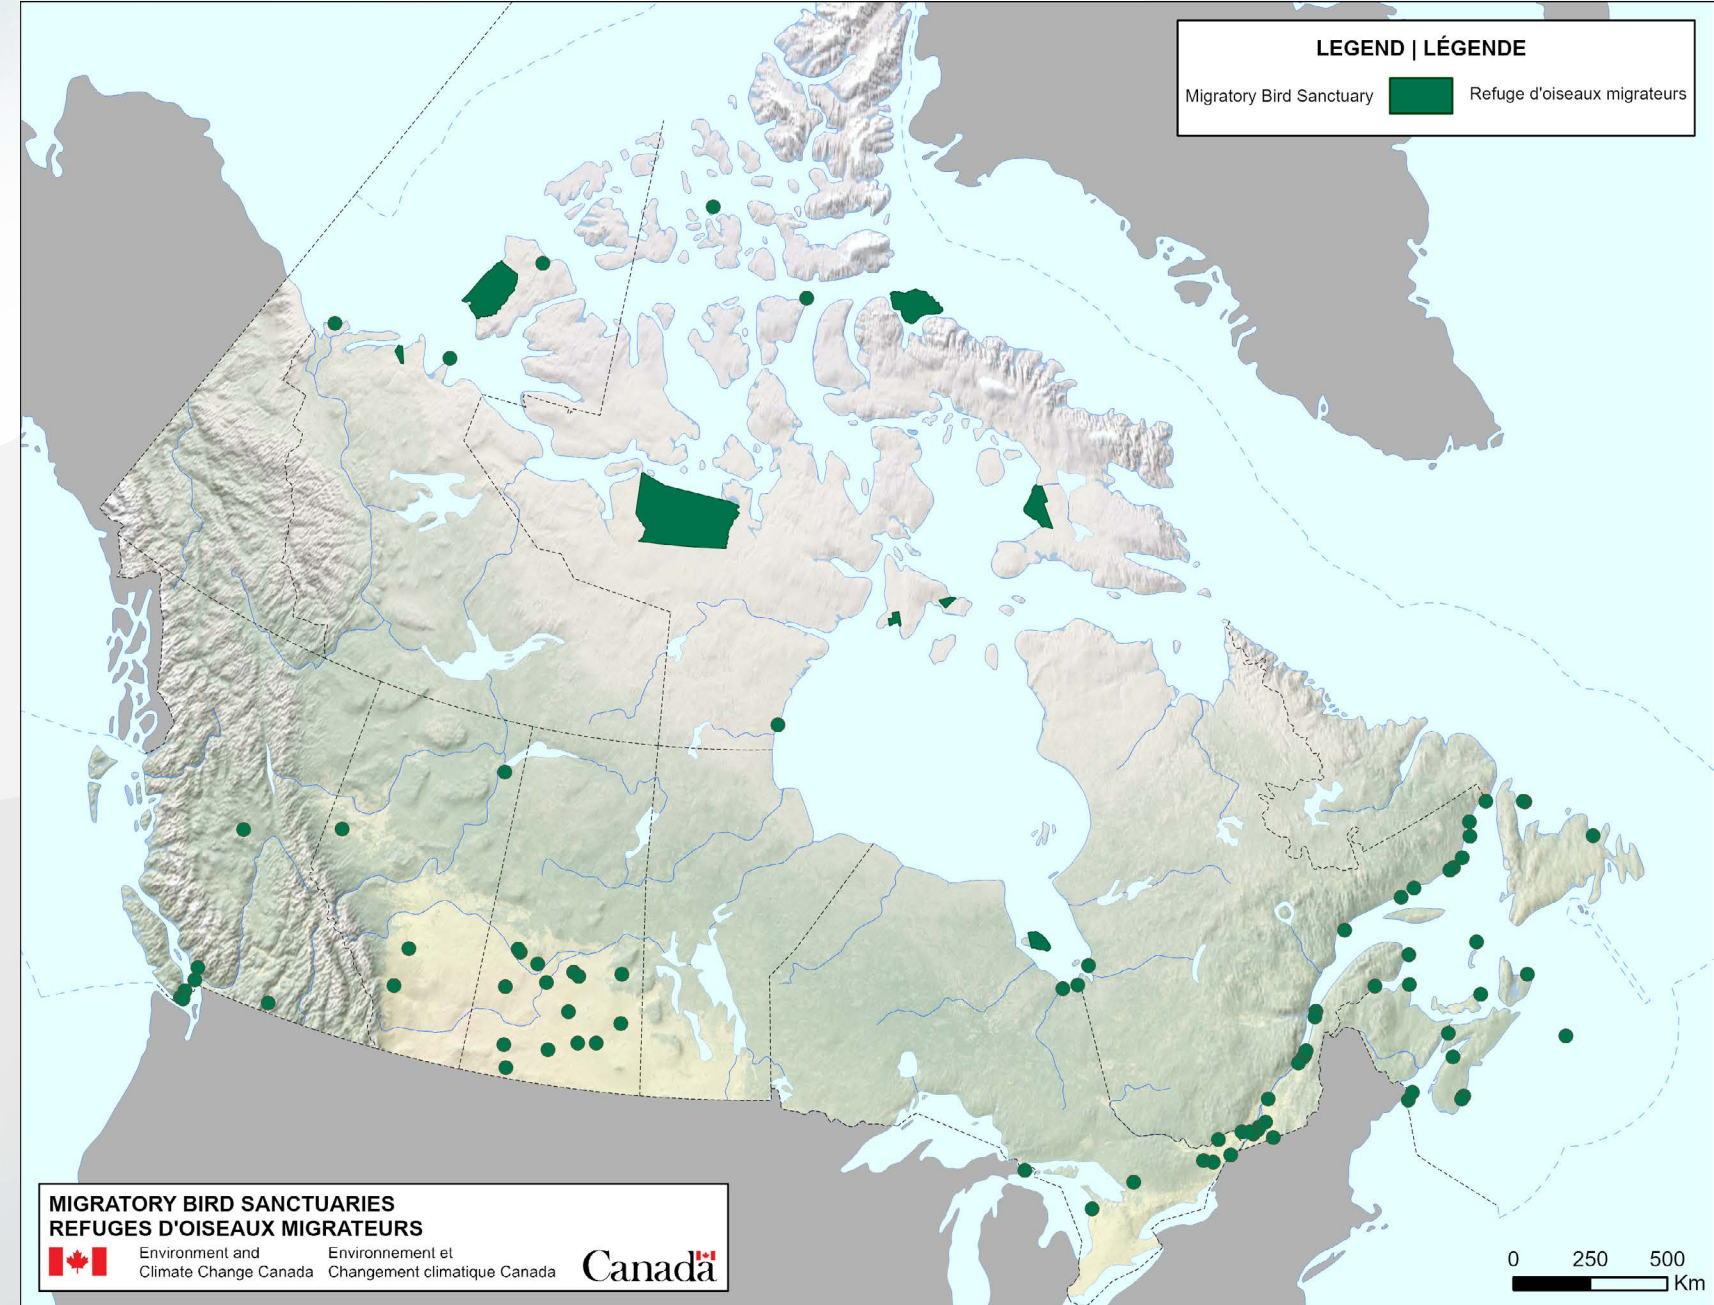 LEGEND | LÉGENDE
Migratory Bird Sanctuary Refuge d'oiseaux migrateurs
MIGRATORY BIRD SANCTUARIES
REFUGES D'OISEAUX MIGRATEURS
Environment and Environnement et
Climate Change Canada Changement climatique Canada
Canada
0 250 500
Km